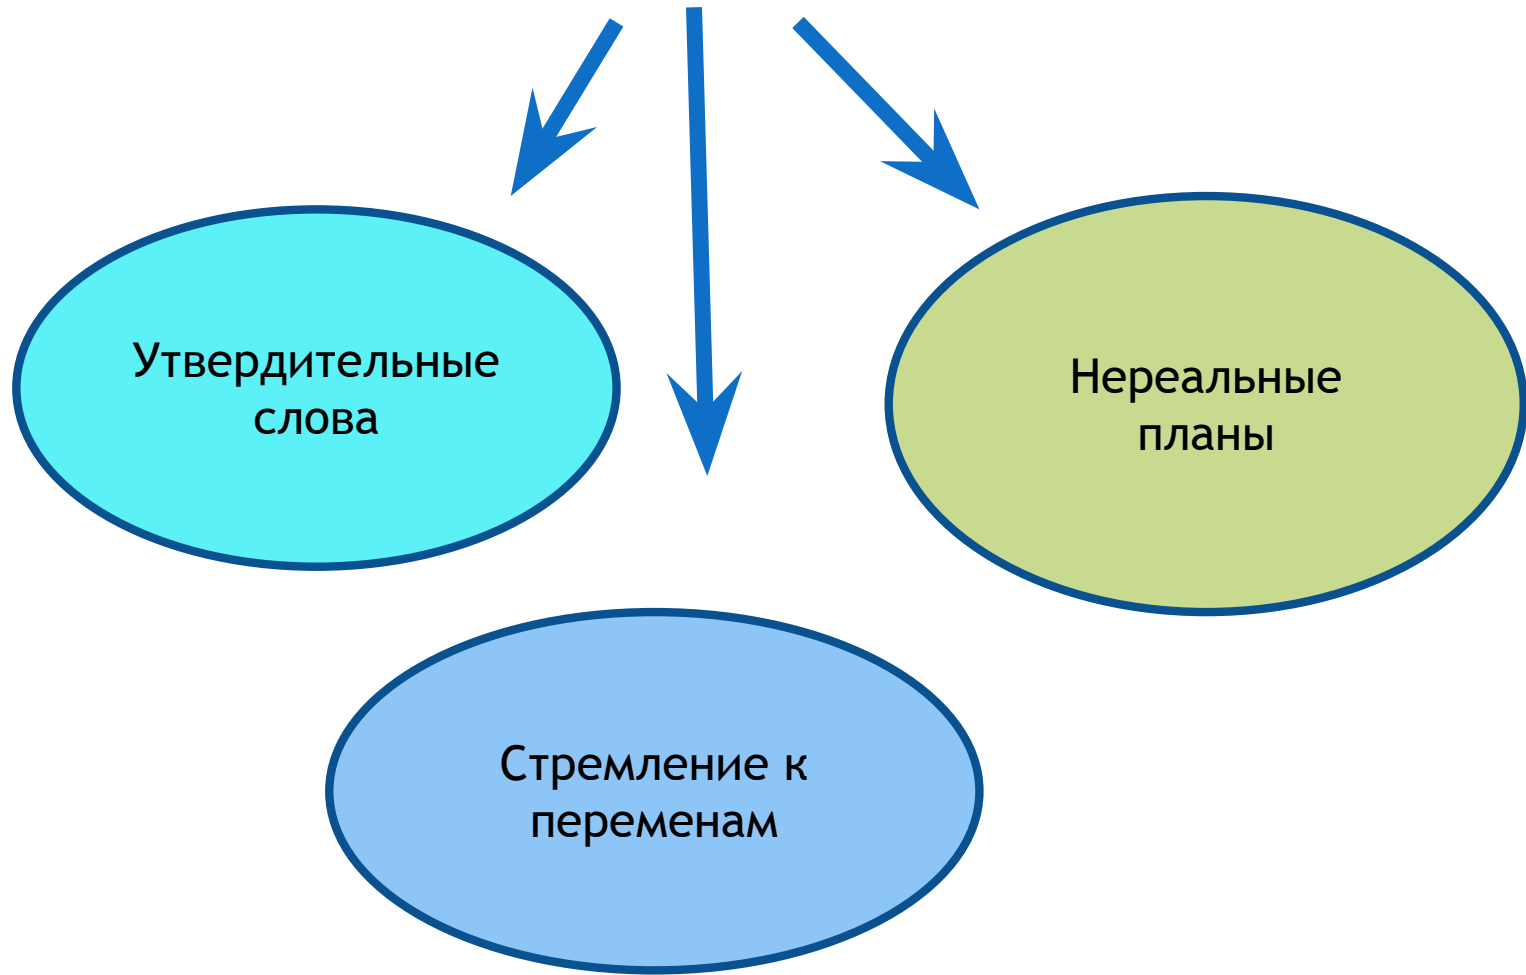 Утвердительные
слова
Нереальные
планы
Стремление к
переменам